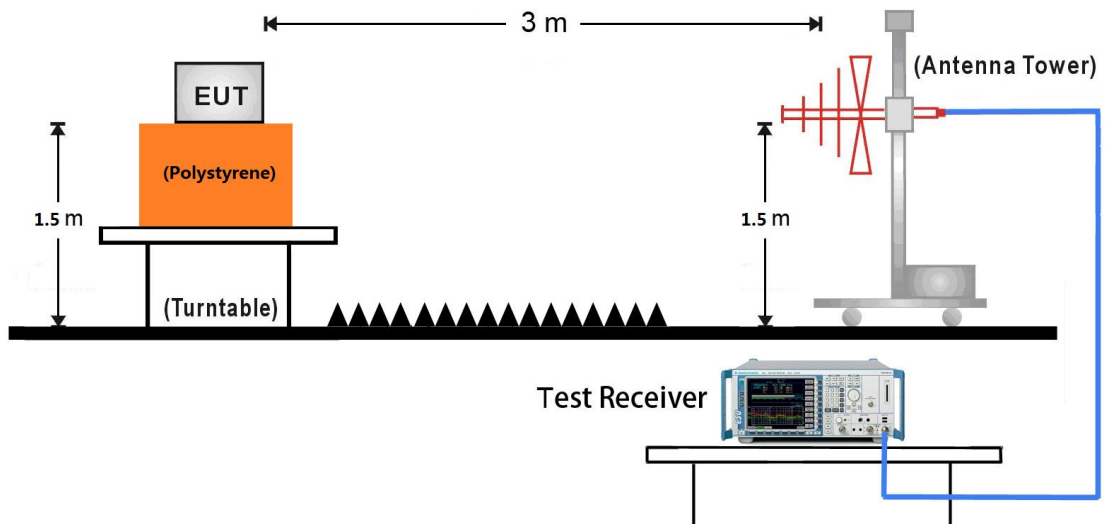 3 m
(Antenna Tower)
EUT
(Polystyrene)
1.5 m
1.5 m
(Turntable)
Test Receiver